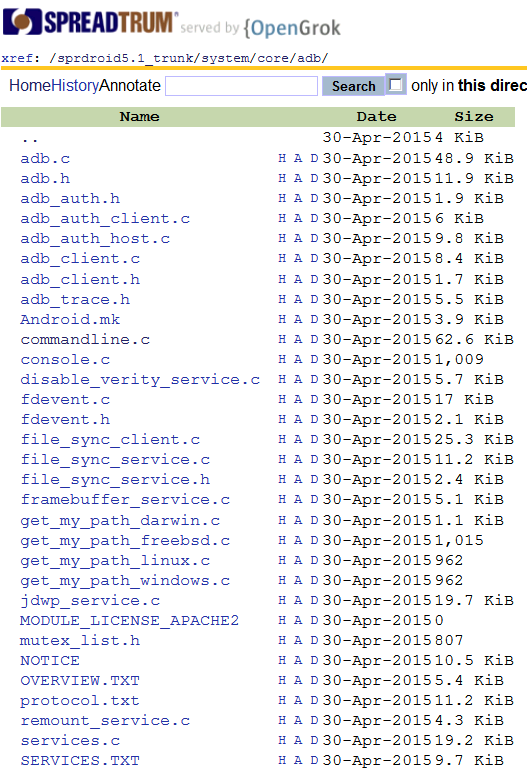 SPREADTRUM® served by {OpenGrok
xref: /sprdroid5.1_trunk/system/core/adb/
HomeHistoryAnnotate Search only in this direc
Name Date Size
.. 30-Apr-2015 4 KiB
adb.c H A D 30-Apr-2015 48.9 KiB
adb.h H A D 30-Apr-2015 11.9 KiB
adb_auth.h H A D 30-Apr-2015 1.9 KiB
adb_auth_client.c H A D 30-Apr-2015 6 KiB
adb_auth_host.c H A D 30-Apr-2015 9.8 KiB
adb_client.c H A D 30-Apr-2015 8.4 KiB
adb_client.h H A D 30-Apr-2015 1.7 KiB
adb_trace.h H A D 30-Apr-2015 5.5 KiB
Android.mk H A D 30-Apr-2015 3.9 KiB
commandline.c H A D 30-Apr-2015 62.6 KiB
console.c H A D 30-Apr-2015 1,009
disable_verity_service.c H A D 30-Apr-2015 5.7 KiB
fdevent.c H A D 30-Apr-2015 17 KiB
fdevent.h H A D 30-Apr-2015 2.1 KiB
file_sync_client.c H A D 30-Apr-2015 25.3 KiB
file_sync_service.c H A D 30-Apr-2015 11.2 KiB
file_sync_service.h H A D 30-Apr-2015 2.4 KiB
framebuffer_service.c H A D 30-Apr-2015 5.1 KiB
get_my_path_darwin.c H A D 30-Apr-2015 1.1 KiB
get_my_path_freebsd.c H A D 30-Apr-2015 1,015
get_my_path_linux.c H A D 30-Apr-2015 962
get_my_path_windows.c H A D 30-Apr-2015 962
jdwp_service.c H A D 30-Apr-2015 19.7 KiB
MODULE_LICENSE_APACHE2 H A D 30-Apr-2015 0
mutex_list.h H A D 30-Apr-2015 807
NOTICE H A D 30-Apr-2015 10.5 KiB
OVERVIEW.TXT H A D 30-Apr-2015 5.4 KiB
protocol.txt H A D 30-Apr-2015 11.2 KiB
remount_service.c H A D 30-Apr-2015 4.3 KiB
services.c H A D 30-Apr-2015 19.2 KiB
SERVICES.TXT H A D 30-Apr-2015 9.7 KiB